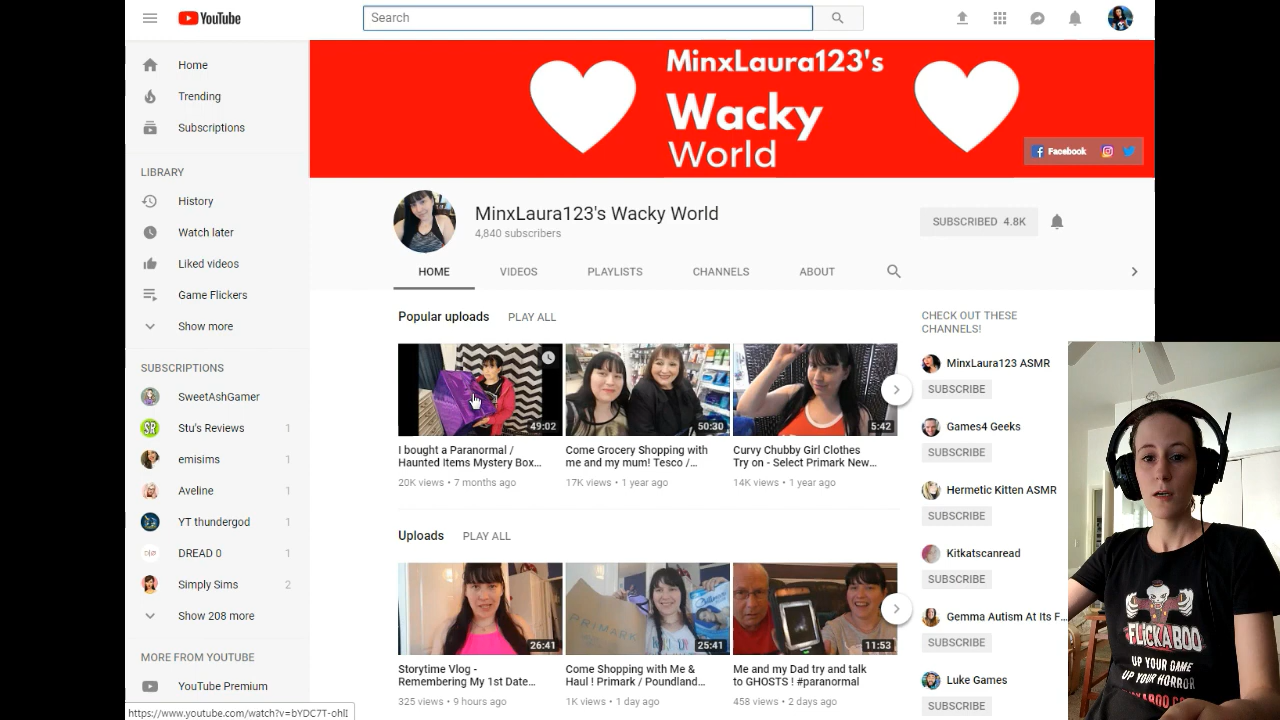 YouTube
Search
MinxLaura123's
Wacky
World
Facebook
Home
Trending
Subscriptions
LIBRARY
History
Watch later
Liked videos
Game Flickers
Show more
SUBSCRIPTIONS
SweetAshGamer
Stu's Reviews 1
emisims 1
Aveline 1
YT thundergod 1
DREAD 0 1
Simply Sims 2
Show 208 more
MORE FROM YOUTUBE
YouTube Premium
https://www.youtube.com/watch?v=bYDC7T-ohlI
MinxLaura123's Wacky World
4,840 subscribers
SUBSCRIBED 4.8K
HOME VIDEOS PLAYLISTS CHANNELS ABOUT
Popular uploads PLAY ALL
49:02 50:30 5:42
I bought a Paranormal /
Haunted Items Mystery Box...
20K views • 7 months ago
Come Grocery Shopping with
me and my mum! Tesco /...
17K views • 1 year ago
Curvy Chubby Girl Clothes
Try on - Select Primark New...
14K views • 1 year ago
Uploads PLAY ALL
PRIMARK
26:41 25:41 11:53
Storytime Vlog -
Remembering My 1st Date...
325 views • 9 hours ago
Come Shopping with Me &
Haul ! Primark / Poundland...
1K views • 1 day ago
Me and my Dad try and talk
to GHOSTS ! #paranormal
458 views • 2 days ago
CHECK OUT THESE
CHANNELS!
MinxLaura123 ASMR
SUBSCRIBE
Games4 Geeks
SUBSCRIBE
Hermetic Kitten ASMR
SUBSCRIBE
Kitkatscanread
SUBSCRIBE
Gemma Autism At Its F...
SUBSCRIBE
Luke Games
SUBSCRIBE
FLICKABOO
UP YOUR GAME
UP YOUR HORROR